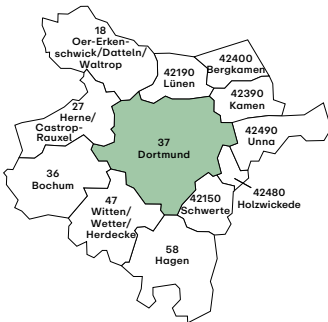 18
Oer-Erken-
schwick/Datteln/
Waltrop
42190
Lünen
42400
Bergkamen
42390
Kamen
27
Herne/
Castrop-
Rauxel
37
Dortmund
42490
Unna
36
Bochum
47
Witten/
Wetter/
Herdecke
42150
Schwerte
42480
Holzwickede
58
Hagen